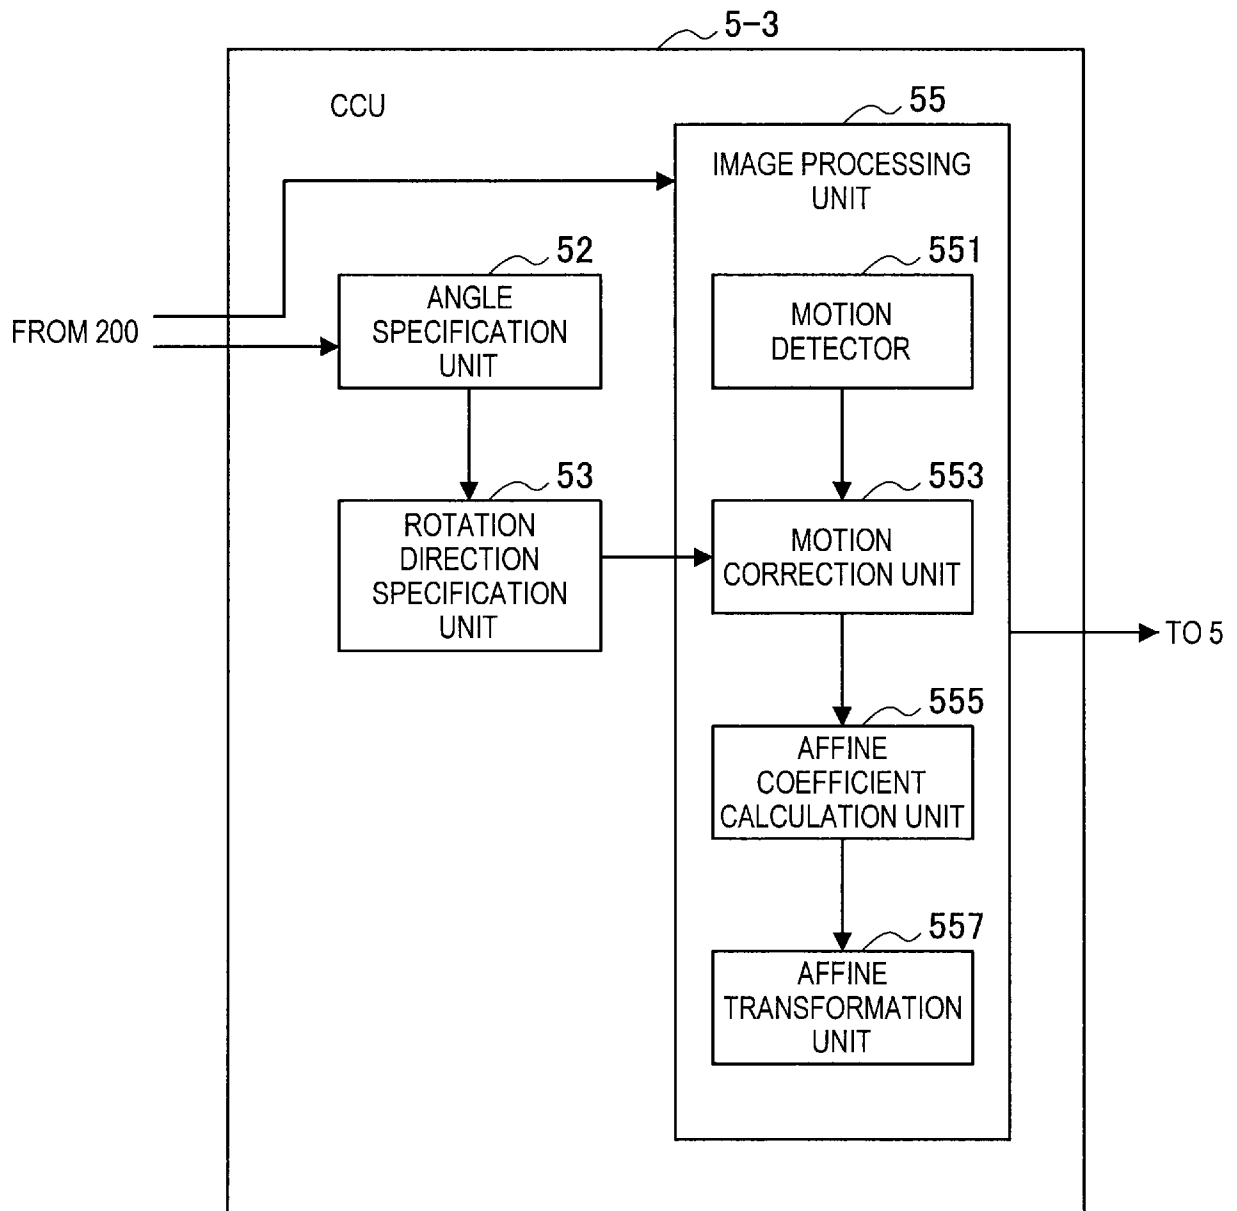 5-3
CCU
55
IMAGE PROCESSING
UNIT
52
ANGLE
SPECIFICATION
UNIT
551
MOTION
DETECTOR
FROM 200
53
ROTATION
DIRECTION
SPECIFICATION
UNIT
553
MOTION
CORRECTION UNIT
TO 5
555
AFFINE
COEFFICIENT
CALCULATION UNIT
557
AFFINE
TRANSFORMATION
UNIT